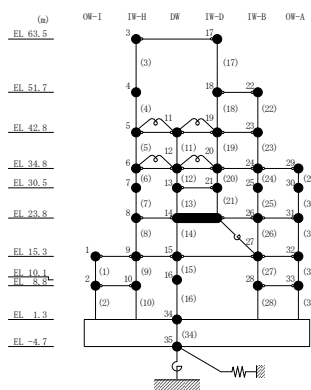 (m) OW-I IW-H DW IW-D IW-B OW-A
EL 63.5 3 17
(3) (17)
EL 51.7 4 18 22
(4) (18) (22)
11 19
EL 42.8 5 23
(5) (11) (19) (23)
12 20
EL 34.8 6 24 29
(6) (12) (20) (24)
EL 30.5 7 13 21 25 30
(7) (13) (21) (25)
EL 23.8 8 14 26 31
(8) (14) (26)
27
EL 15.3 1 9 15 32
(1) (9) (15) (27)
EL 10.1 16
EL 8.8 2 10 28 33
(2) (10) (16) (28)
EL 1.3 34
(34)
EL -4.7 35